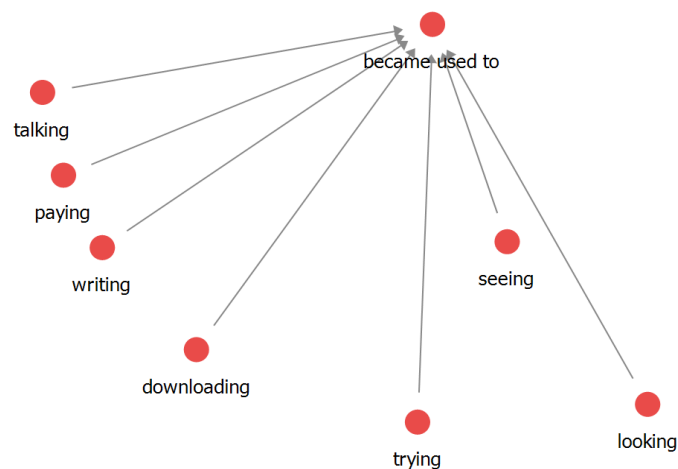 became used to
talking
paying
writing
seeing
downloading
looking
trying